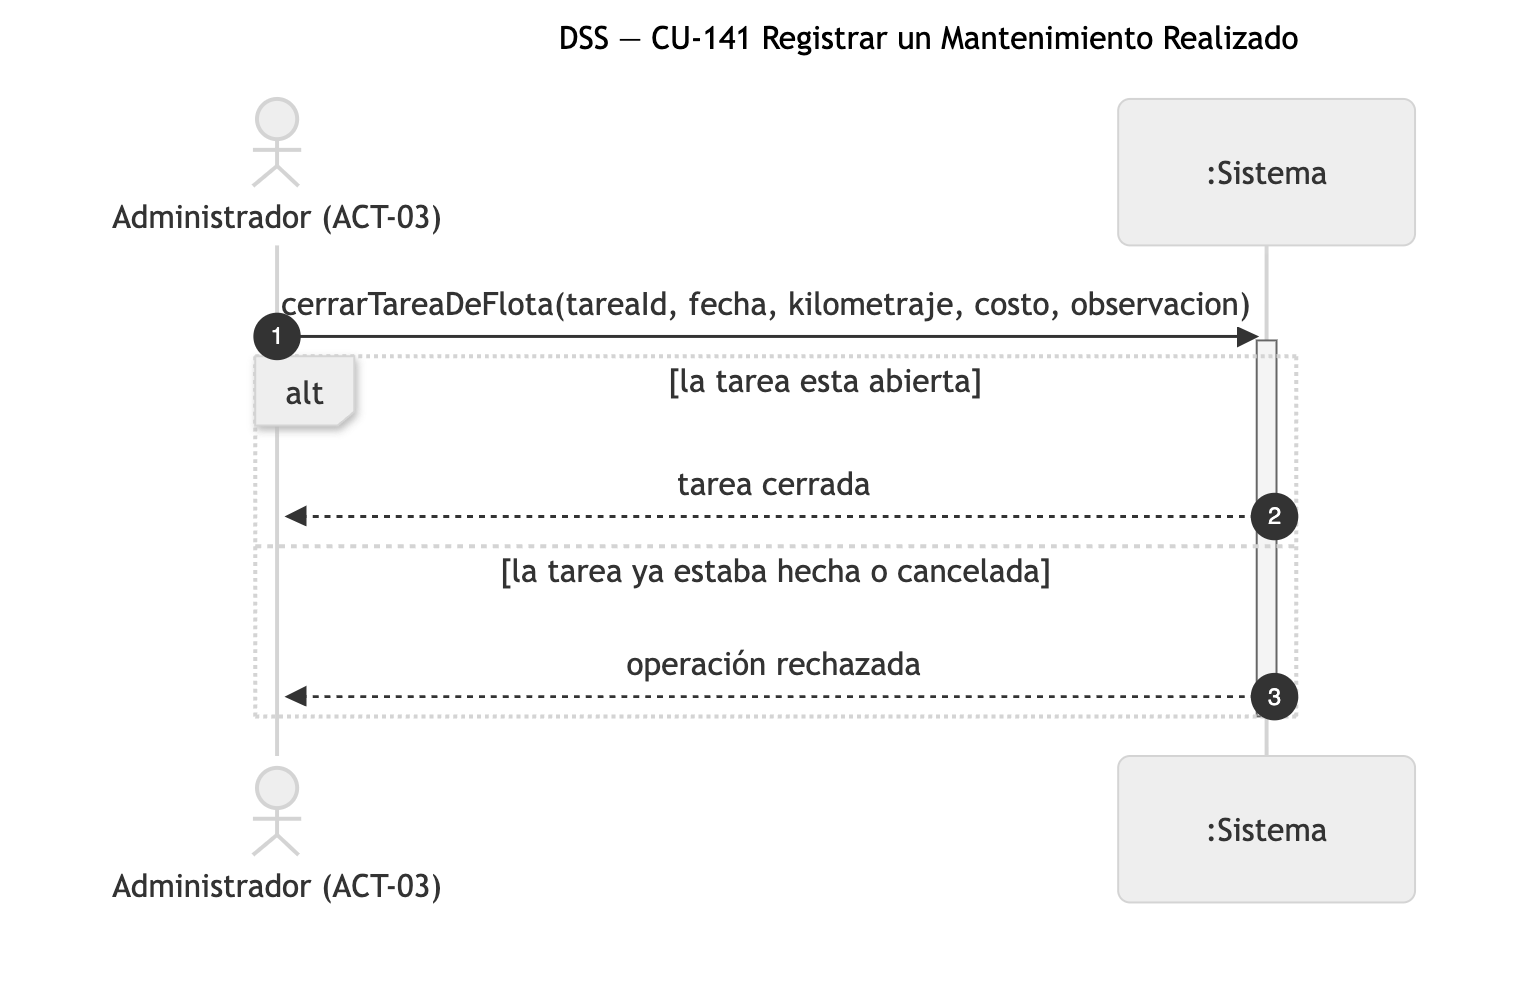 DSS — CU-141 Registrar un Mantenimiento Realizado
:Sistema
Administrador (ACT-03)
cerrarTareaDeFlota(tareaId, fecha, kilometraje, costo, observacion)
1
[la tarea esta abierta]
alt
tarea cerrada
2
[la tarea ya estaba hecha o cancelada]
operación rechazada
3
:Sistema
Administrador (ACT-03)